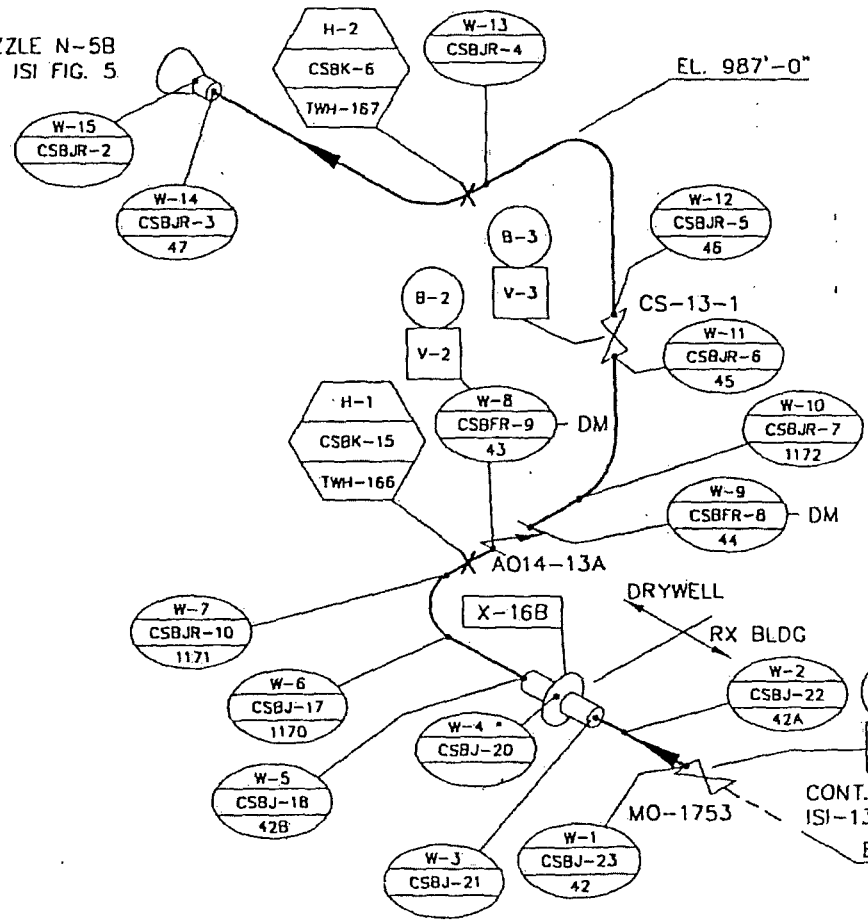 ZZLE N-5B
ISI FIG. 5
H-2
CSBK-6
TWH-167
W-13
CSBJR-4
EL. 987'-0"
W-15
CSBJR-2
W-14
CSBJR-3
47
B-3
V-3
W-12
CSBJR-5
46
CS-13-1
B-2
V-2
W-11
CSBJR-6
45
H-1
CSBK-15
TWH-166
W-8
CSBFR-9
43
DM
W-10
CSBJR-7
1172
W-9
CSBFR-8
44
DM
AO14-13A
DRYWELL
RX BLDG
X-16B
W-7
CSBJR-10
1171
W-2
CSBJ-22
42A
W-6
CSBJ-17
1170
W-4
CSBJ-20
W-5
CSBJ-18
42B
MO-1753
CONT.
ISI-13
W-3
CSBJ-21
W-1
CSBJ-23
42